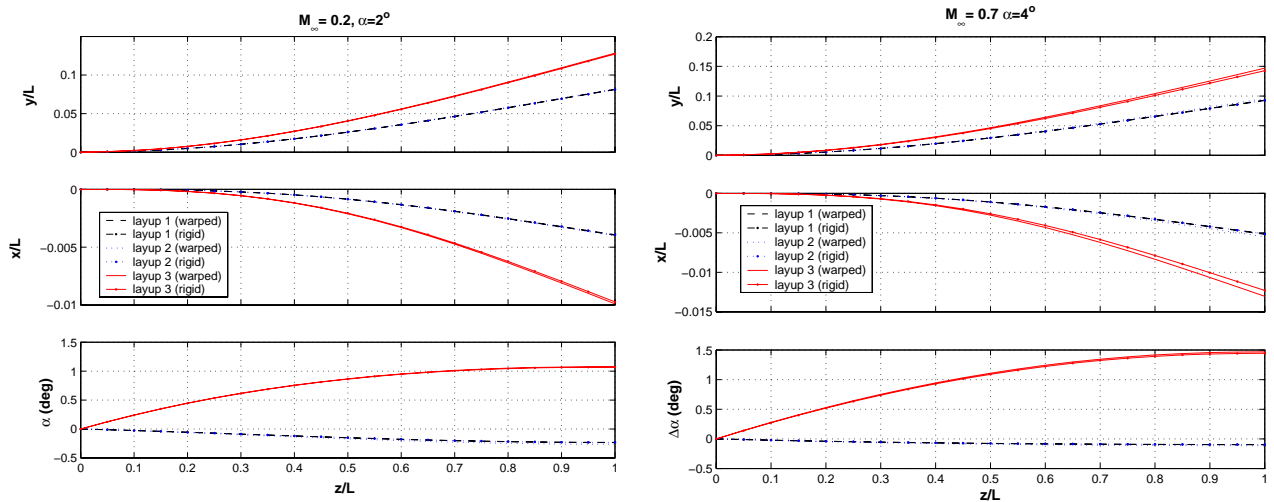 M∞= 0.2, α=2°
y/L
0.1
0.05
0
x/L
0
−0.005
−0.01
layup 1 (warped)
layup 1 (rigid)
layup 2 (warped)
layup 2 (rigid)
layup 3 (warped)
layup 3 (rigid)
α (deg)
1.5
1
0.5
0
−0.5
0 0.1 0.2 0.3 0.4 0.5 0.6 0.7 0.8 0.9 1
z/L
M∞= 0.7 α=4°
y/L
0.2
0.15
0.1
0.05
0
x/L
0
−0.005
−0.01
−0.015
layup 1 (warped)
layup 1 (rigid)
layup 2 (warped)
layup 2 (rigid)
layup 3 (warped)
layup 3 (rigid)
Δα (deg)
1.5
1
0.5
0
−0.5
0 0.1 0.2 0.3 0.4 0.5 0.6 0.7 0.8 0.9 1
z/L